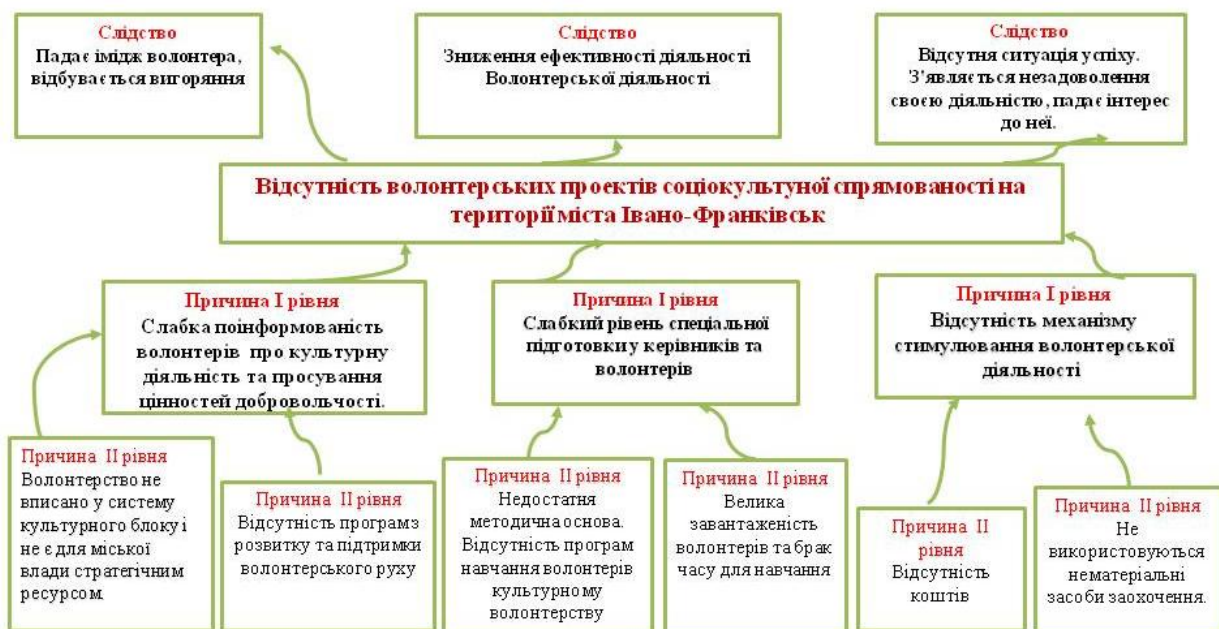 Слідство
Падає імідж волонтера,
відбувається вигоряння
Слідство
Зниження ефективності діяльності
Волонтерської діяльності
Слідство
Відсутня ситуація успіху.
З'являється незадоволення
своєю діяльністю, падає інтерес
до неї.
Відсутність волонтерських проектів соціокультуної спрямованості на
території міста Івано-Франківськ
Причина І рівня
Слабка поінформованість
волонтерів про культурну
діяльність та просування
цінностей добровольчості.
Причина І рівня
Слабкий рівень спеціальної
підготовки у керівників та
волонтерів
Причина І рівня
Відсутність механізму
стимулювання волонтерської
діяльності
Причина ІІ рівня
Волонтерство не
вписано у систему
культурного блоку і
не є для міської
влади стратегічним
ресурсом.
Причина ІІ рівня
Відсутність програм з
розвитку та підтримки
волонтерського руху
Причина ІІ рівня
Недостатня
методична основа.
Відсутність програм
навчання волонтерів
культурному
волонтерству
Причина ІІ рівня
Велика
завантаженість
волонтерів та брак
часу для навчання
Причина ІІ
рівня
Відсутність
коштів
Причина ІІ рівня
Не
використовуються
нематеріальні
засоби заохочення.